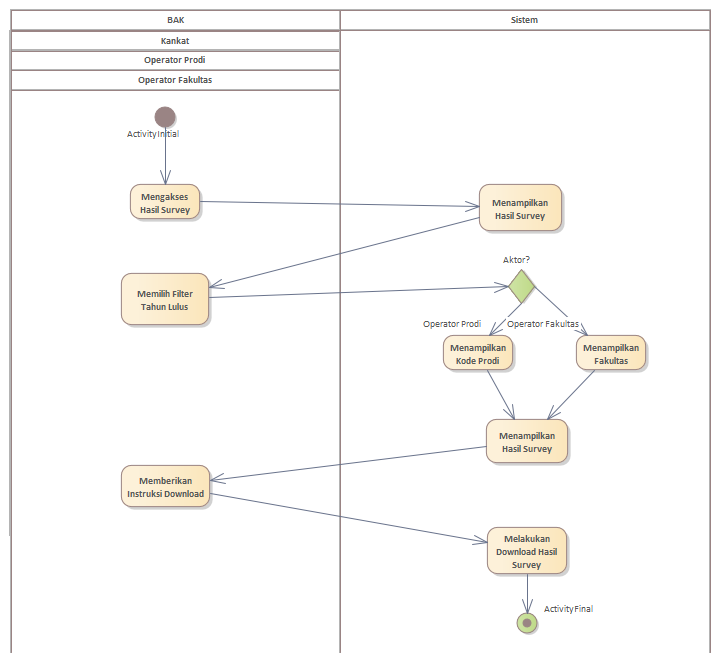 BAK
Sistem
Kankat
Operator Prodi
Operator Fakultas
ActivityInitial
Mengakses
Hasil Survey
Menampilkan
Hasil Survey
Aktor?
Memilih Filter
Tahun Lulus
Operator Prodi
Operator Fakultas
Menampilkan
Kode Prodi
Menampilkan
Fakultas
Menampilkan
Hasil Survey
Memberikan
Instruksi Download
Melakukan
Download Hasil
Survey
ActivityFinal